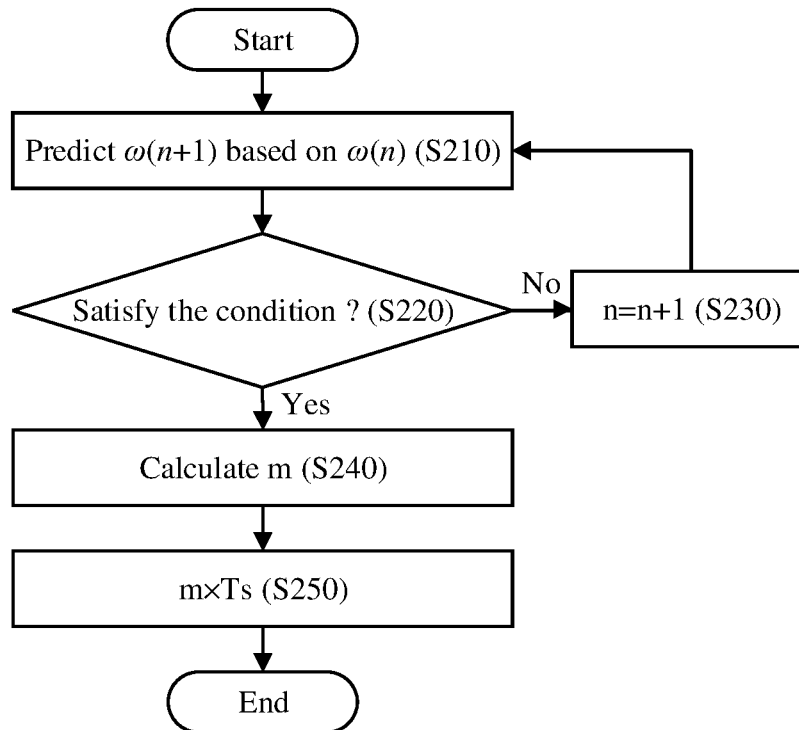 Start
Predict ω(n+1) based on ω(n) (S210)
Satisfy the condition ? (S220)
No
n=n+1 (S230)
Yes
Calculate m (S240)
m×Ts (S250)
End